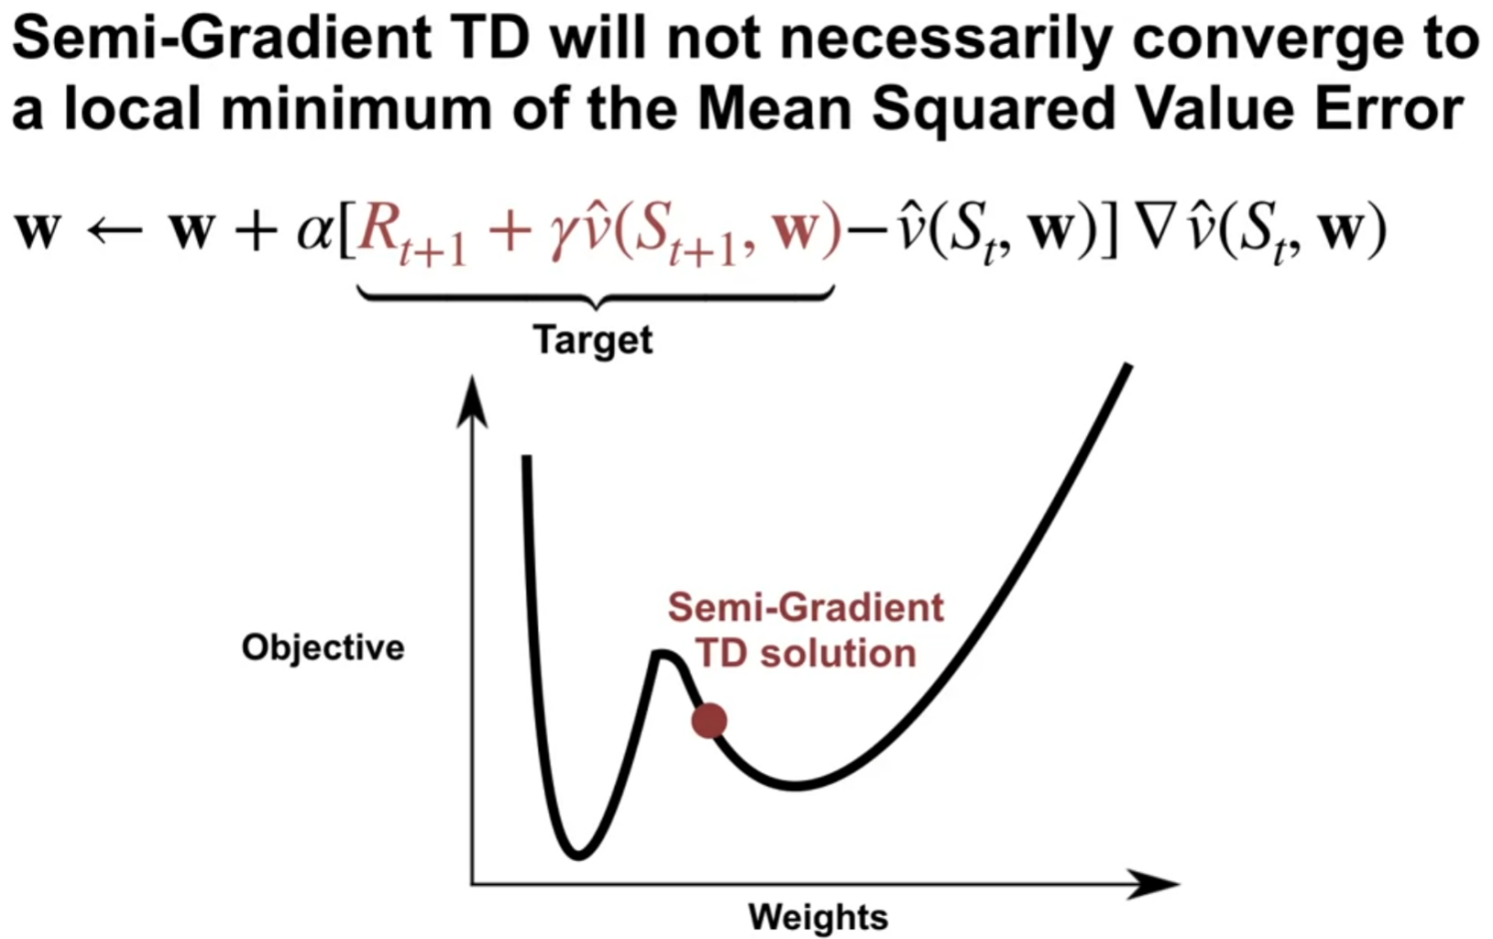 Semi-Gradient TD will not necessarily converge to
a local minimum of the Mean Squared Value Error
w ← w + α[R_{t+1} + γv̂(S_{t+1}, w) − v̂(S_t, w)] ∇v̂(S_t, w)
Target
Semi-Gradient
TD solution
Objective
Weights